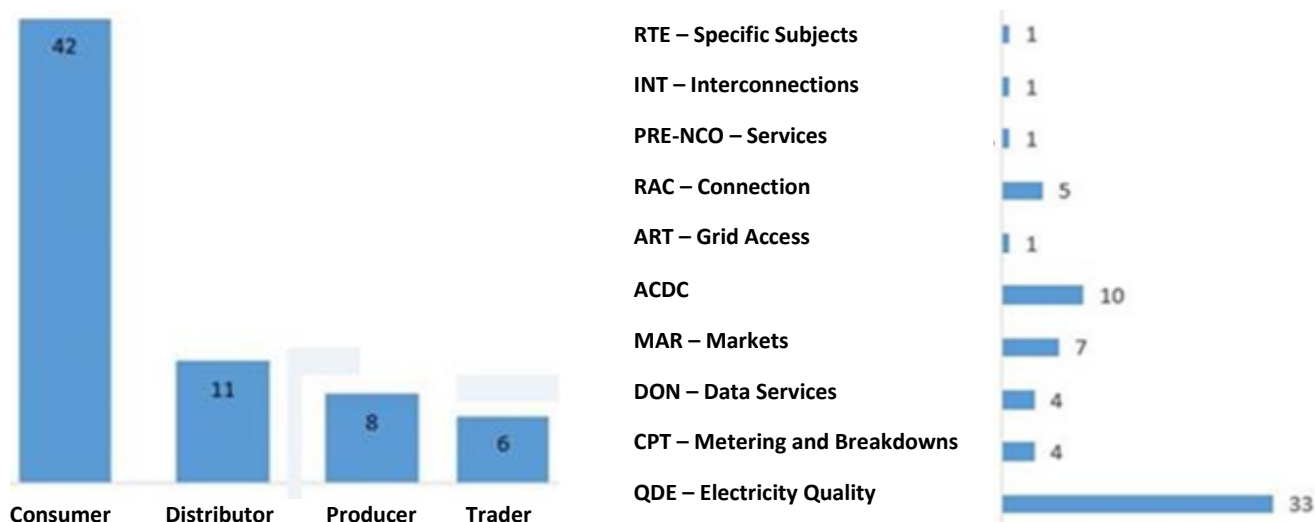 42
11
8
6
Consumer
Distributor
Producer
Trader
RTE – Specific Subjects
1
INT – Interconnections
1
PRE-NCO – Services
1
RAC – Connection
5
ART – Grid Access
1
ACDC
10
MAR – Markets
7
DON – Data Services
4
CPT – Metering and Breakdowns
4
QDE – Electricity Quality
33